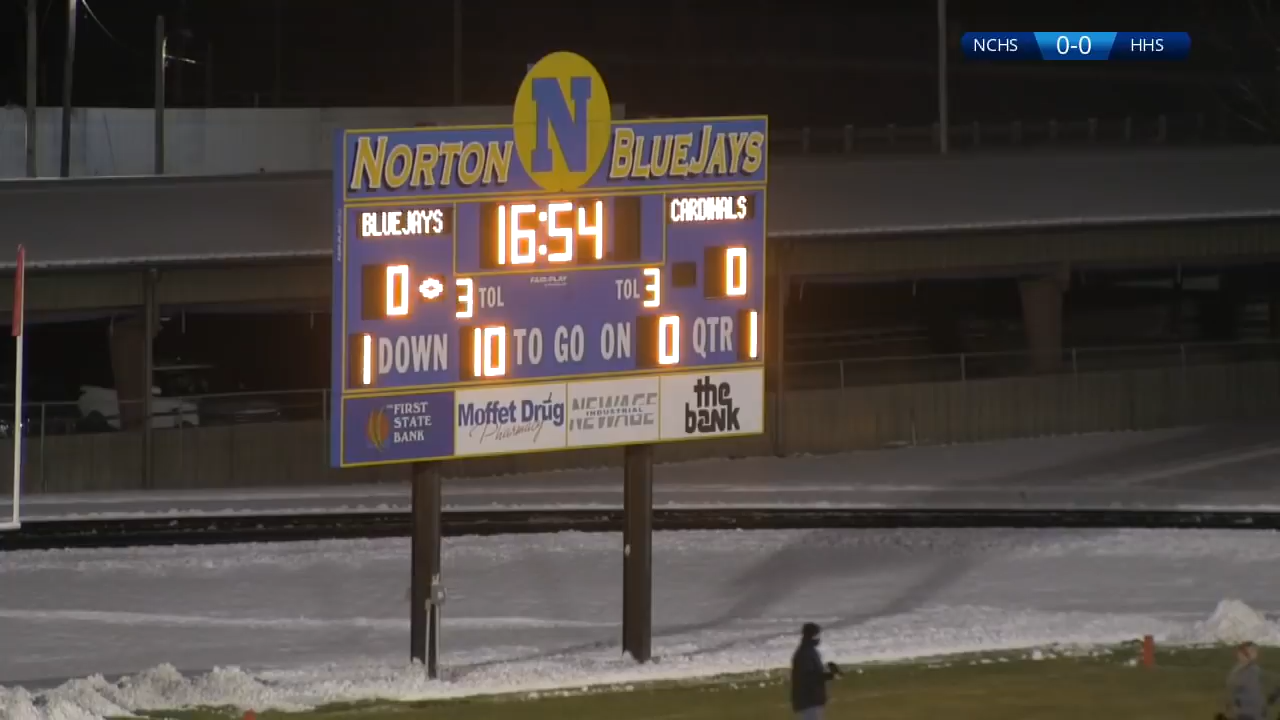 NCHS 0-0 HHS
N
NORTON BLUEJAYS
BLUEJAYS 16:54 CARDINALS
0 3 TOL FAIR-PLAY TOL 3 0
1 DOWN 10 TO GO ON 0 QTR 1
FIRST STATE BANK
Moffet Drug
Pharmacy
NEWAGE
INDUSTRIAL
the
bank